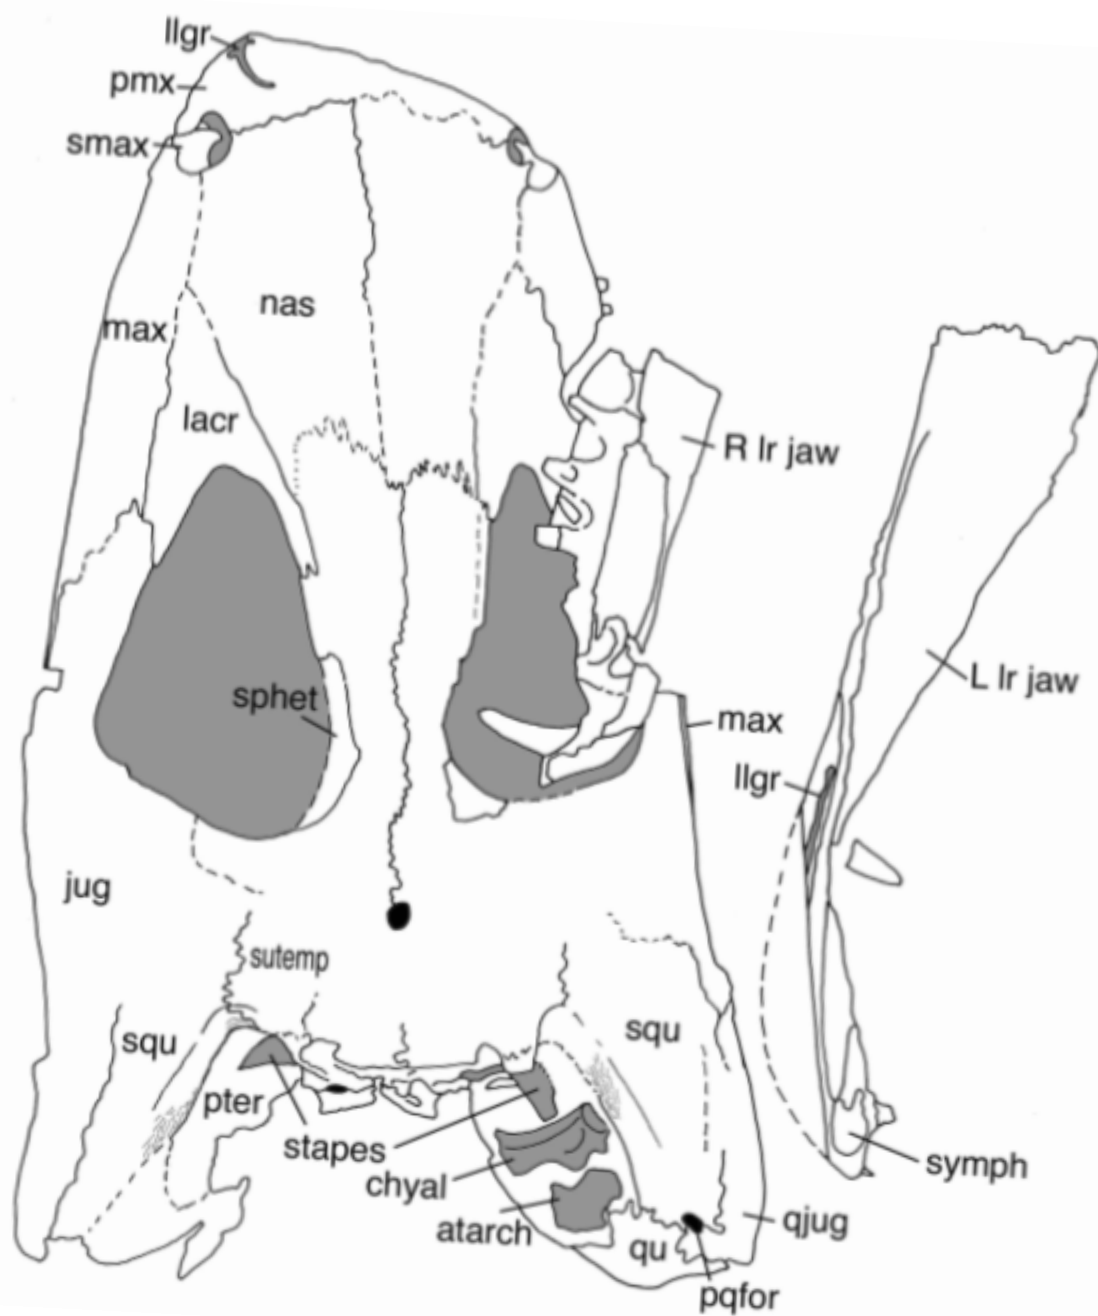 llgr
pmx
smax
nas
max
lacr
R lr jaw
L lr jaw
sphet
max
llgr
jug
sutemp
squ
squ
pter
stapes
chyal
symph
atarch
qjug
qu
pqfor